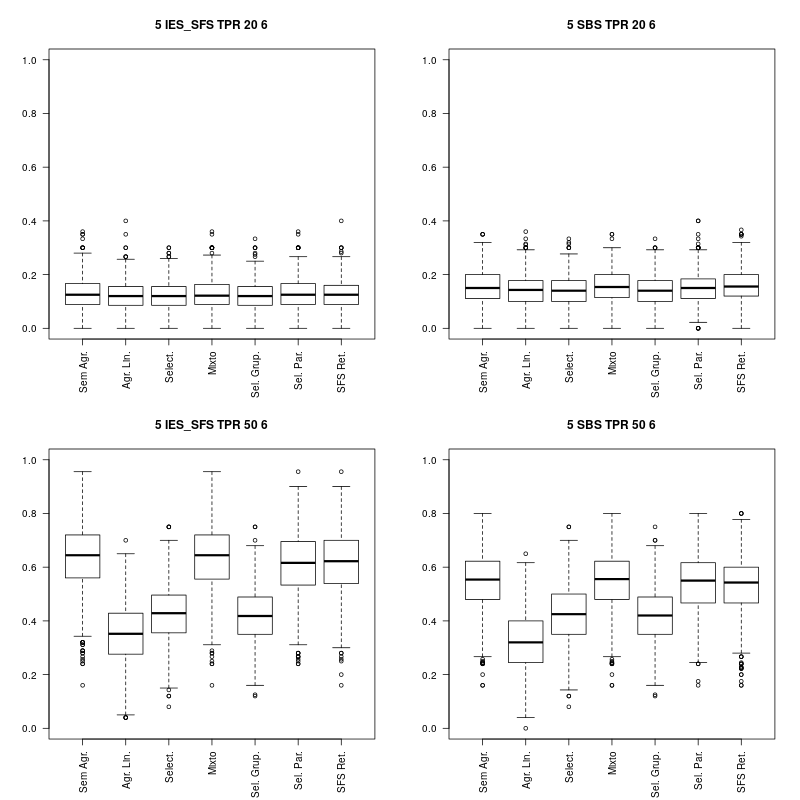 5 IES_SFS TPR 20 6
1.0
0.8
0.6
0.4
0.2
0.0
Sem Agr.
Agr. Lin.
Select.
Mixto
Sel. Grup.
Sel. Par.
SFS Ret.
5 SBS TPR 20 6
1.0
0.8
0.6
0.4
0.2
0.0
Sem Agr.
Agr. Lin.
Select.
Mixto
Sel. Grup.
Sel. Par.
SFS Ret.
5 IES_SFS TPR 50 6
1.0
0.8
0.6
0.4
0.2
0.0
Sem Agr.
Agr. Lin.
Select.
Mixto
Sel. Grup.
Sel. Par.
SFS Ret.
5 SBS TPR 50 6
1.0
0.8
0.6
0.4
0.2
0.0
Sem Agr.
Agr. Lin.
Select.
Mixto
Sel. Grup.
Sel. Par.
SFS Ret.